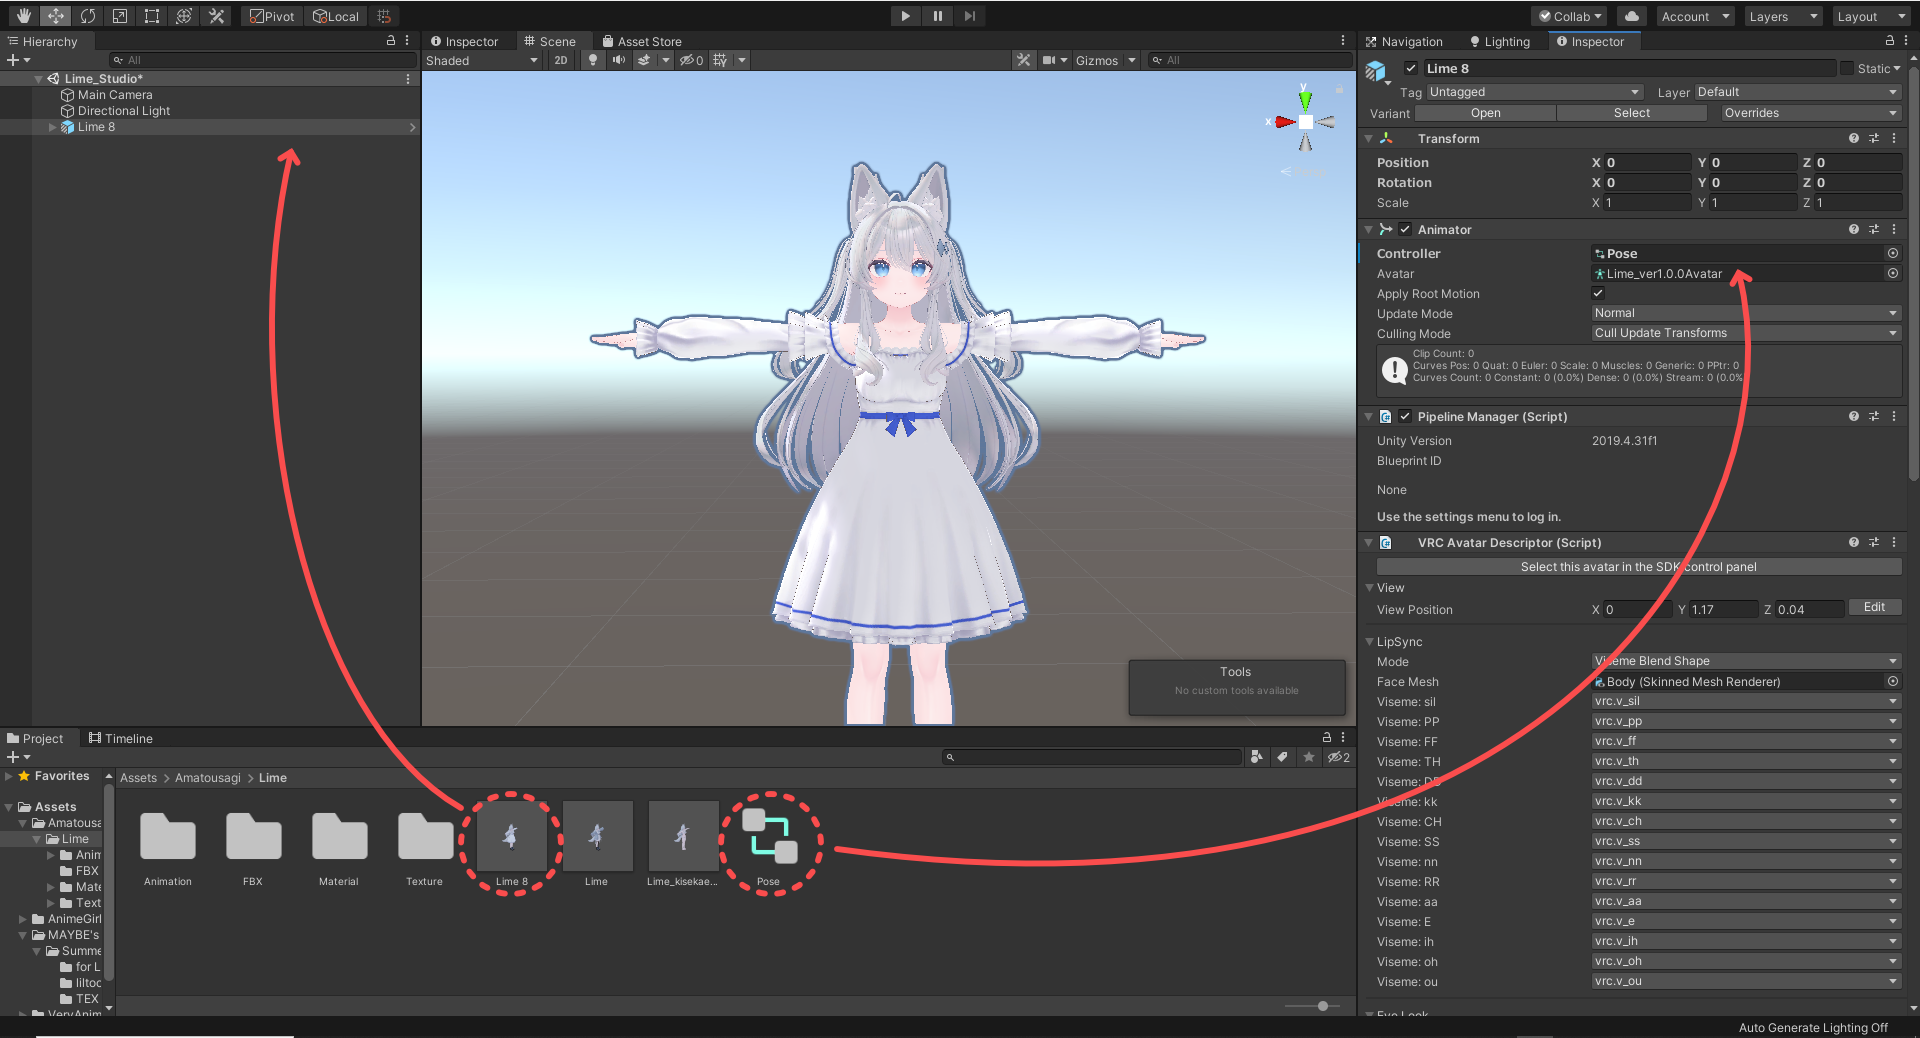 Pivot
Local
Collab
Account
Layers
Layout
Hierarchy
All
Lime_Studio*
Main Camera
Directional Light
Lime 8
Inspector
Scene
Asset Store
Shaded
2D
0
Gizmos
All
y
x
Tools
No custom tools available
Navigation
Lighting
Inspector
Lime 8
Static
Tag Untagged
Layer Default
Variant Open Select Overrides
Transform
Position X 0 Y 0 Z 0
Rotation X 0 Y 0 Z 0
Scale X 1 Y 1 Z 1
Animator
Controller Pose
Avatar Lime_ver1.0.0Avatar
Apply Root Motion
Update Mode Normal
Culling Mode Cull Update Transforms
Clip Count: 0
Curves Pos: 0 Quat: 0 Euler: 0 Scale: 0 Muscles: 0 Generic: 0 PPtr: 0
Curves Count: 0 Constant: 0 (0.0%) Dense: 0 (0.0%) Stream: 0 (0.0%
Pipeline Manager (Script)
Unity Version 2019.4.31f1
Blueprint ID
None
Use the settings menu to log in.
VRC Avatar Descriptor (Script)
Select this avatar in the SDK control panel
View
View Position X 0 Y 1.17 Z 0.04 Edit
LipSync
Mode Viseme Blend Shape
Face Mesh Body (Skinned Mesh Renderer)
Viseme: sil vrc.v_sil
Viseme: PP vrc.v_pp
Viseme: FF vrc.v_ff
Viseme: TH vrc.v_th
Viseme: DD vrc.v_dd
Viseme: kk vrc.v_kk
Viseme: CH vrc.v_ch
Viseme: SS vrc.v_ss
Viseme: nn vrc.v_nn
Viseme: RR vrc.v_rr
Viseme: aa vrc.v_aa
Viseme: E vrc.v_e
Viseme: ih vrc.v_ih
Viseme: oh vrc.v_oh
Viseme: ou vrc.v_ou
Eye Look
Project
Timeline
2
Favorites
Assets
Amatousa
Lime
Anim
FBX
Mate
Text
AnimeGirl
MAYBE's
Summe
for L
liltoc
TEX
VeryAnim
Assets > Amatousagi > Lime
Animation
FBX
Material
Texture
Lime 8
Lime
Lime_kisekae...
Pose
Auto Generate Lighting Off